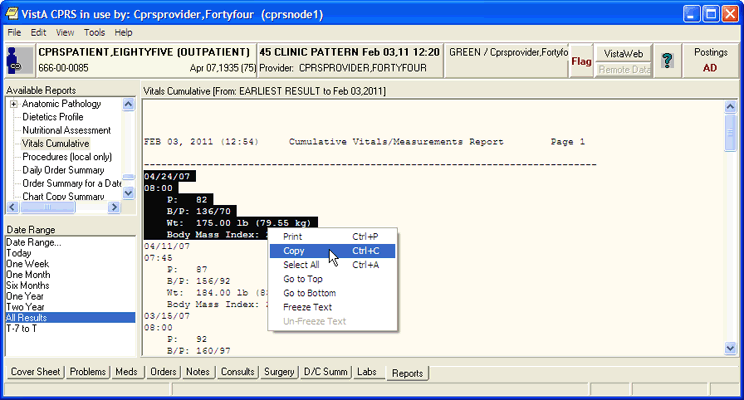 VistA CPRS in use by: Cprsprovider,Fortyfour (cprsnode1)
File Edit View Tools Help
CPRSPATIENT,EIGHTYFIVE (OUTPATIENT)
666-00-0085 Apr 07,1935 (75)
45 CLINIC PATTERN Feb 03,11 12:20
Provider: CPRSPROVIDER,FORTYFOUR
GREEN / Cprsprovider,Fortyfo
Flag
VistaWeb
Remote Data
?
Postings
AD
Available Reports
Anatomic Pathology
Dietetics Profile
Nutritional Assessment
Vitals Cumulative
Procedures (local only)
Daily Order Summary
Order Summary for a Date
Chart Copy Summary
Date Range
Date Range...
Today
One Week
One Month
Six Months
One Year
Two Year
All Results
T-7 to T
Vitals Cumulative [From: EARLIEST RESULT to Feb 03,2011]
FEB 03, 2011 (12:54) Cumulative Vitals/Measurements Report Page 1
----------------------------------------------------------------------------
04/24/07
08:00
P: 82
B/P: 136/70
Wt: 175.00 lb (79.55 kg)
Body Mass Index:
04/11/07
07:45
P: 87
B/P: 156/92
Wt: 184.00 lb
Body Mass Index:
03/15/07
08:00
P: 92
B/P: 160/97
Print Ctrl+P
Copy Ctrl+C
Select All Ctrl+A
Go to Top
Go to Bottom
Freeze Text
Un-Freeze Text
Cover Sheet Problems Meds Orders Notes Consults Surgery D/C Summ Labs Reports